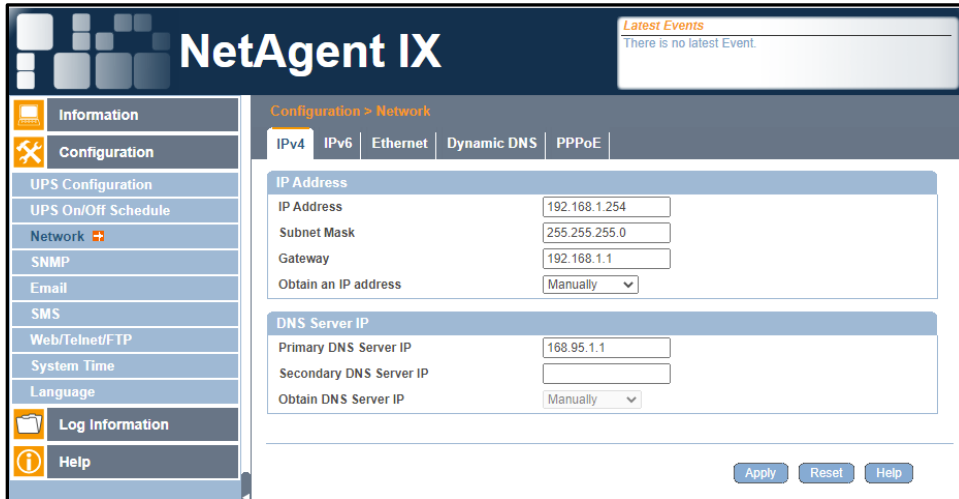 NetAgent IX
Latest Events
There is no latest Event.
Information
Configuration
UPS Configuration
UPS On/Off Schedule
Network
SNMP
Email
SMS
Web/Telnet/FTP
System Time
Language
Log Information
Help
Configuration > Network
IPv4 IPv6 Ethernet Dynamic DNS PPPoE
IP Address
IP Address 192.168.1.254
Subnet Mask 255.255.255.0
Gateway 192.168.1.1
Obtain an IP address Manually
DNS Server IP
Primary DNS Server IP 168.95.1.1
Secondary DNS Server IP
Obtain DNS Server IP Manually
Apply Reset Help